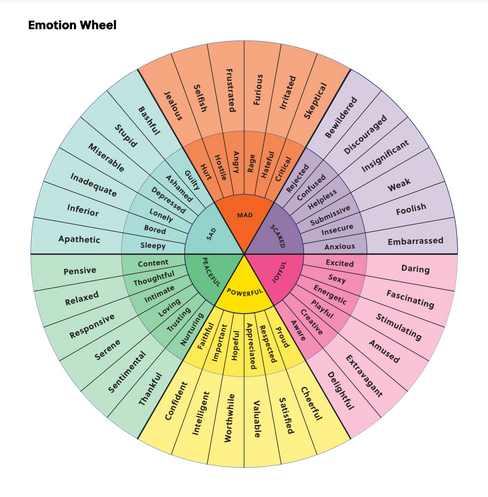 Emotion Wheel
MAD
SCARED
JOYFUL
POWERFUL
PEACEFUL
SAD
Hurt
Hostile
Angry
Rage
Hateful
Critical
Rejected
Confused
Helpless
Submissive
Insecure
Anxious
Excited
Sexy
Energetic
Playful
Creative
Aware
Proud
Respected
Appreciated
Hopeful
Important
Faithful
Nurturing
Trusting
Loving
Intimate
Thoughtful
Content
Sleepy
Bored
Lonely
Depressed
Ashamed
Guilty
Jealous
Selfish
Frustrated
Furious
Irritated
Skeptical
Bewildered
Discouraged
Insignificant
Weak
Foolish
Embarrassed
Daring
Fascinating
Stimulating
Amused
Extravagant
Delightful
Cheerful
Satisfied
Valuable
Worthwhile
Intelligent
Confident
Thankful
Sentimental
Serene
Responsive
Relaxed
Pensive
Apathetic
Inferior
Inadequate
Miserable
Stupid
Bashful